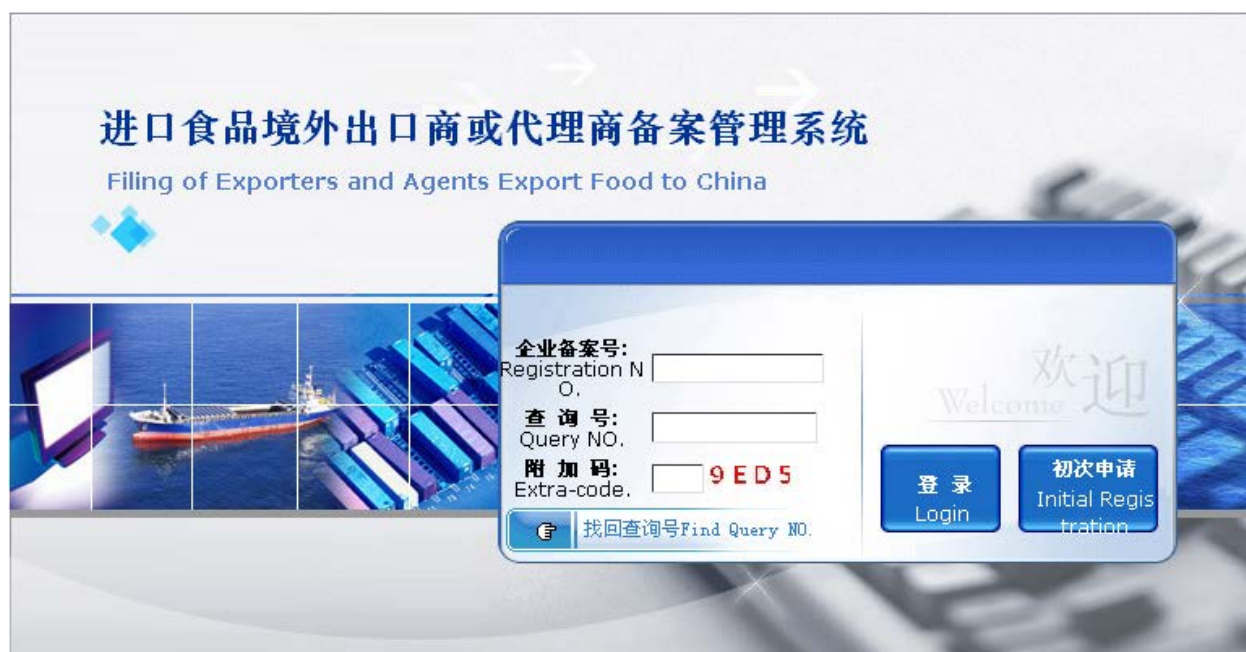 进口食品境外出口商或代理商备案管理系统
Filing of Exporters and Agents Export Food to China
企业备案号:
Registration N
O.
查 询 号:
Query NO.
附 加 码:
Extra-code.
9ED5
找回查询号Find Query NO.
欢迎
Welcome
登 录
Login
初次申请
Initial Regis
tration